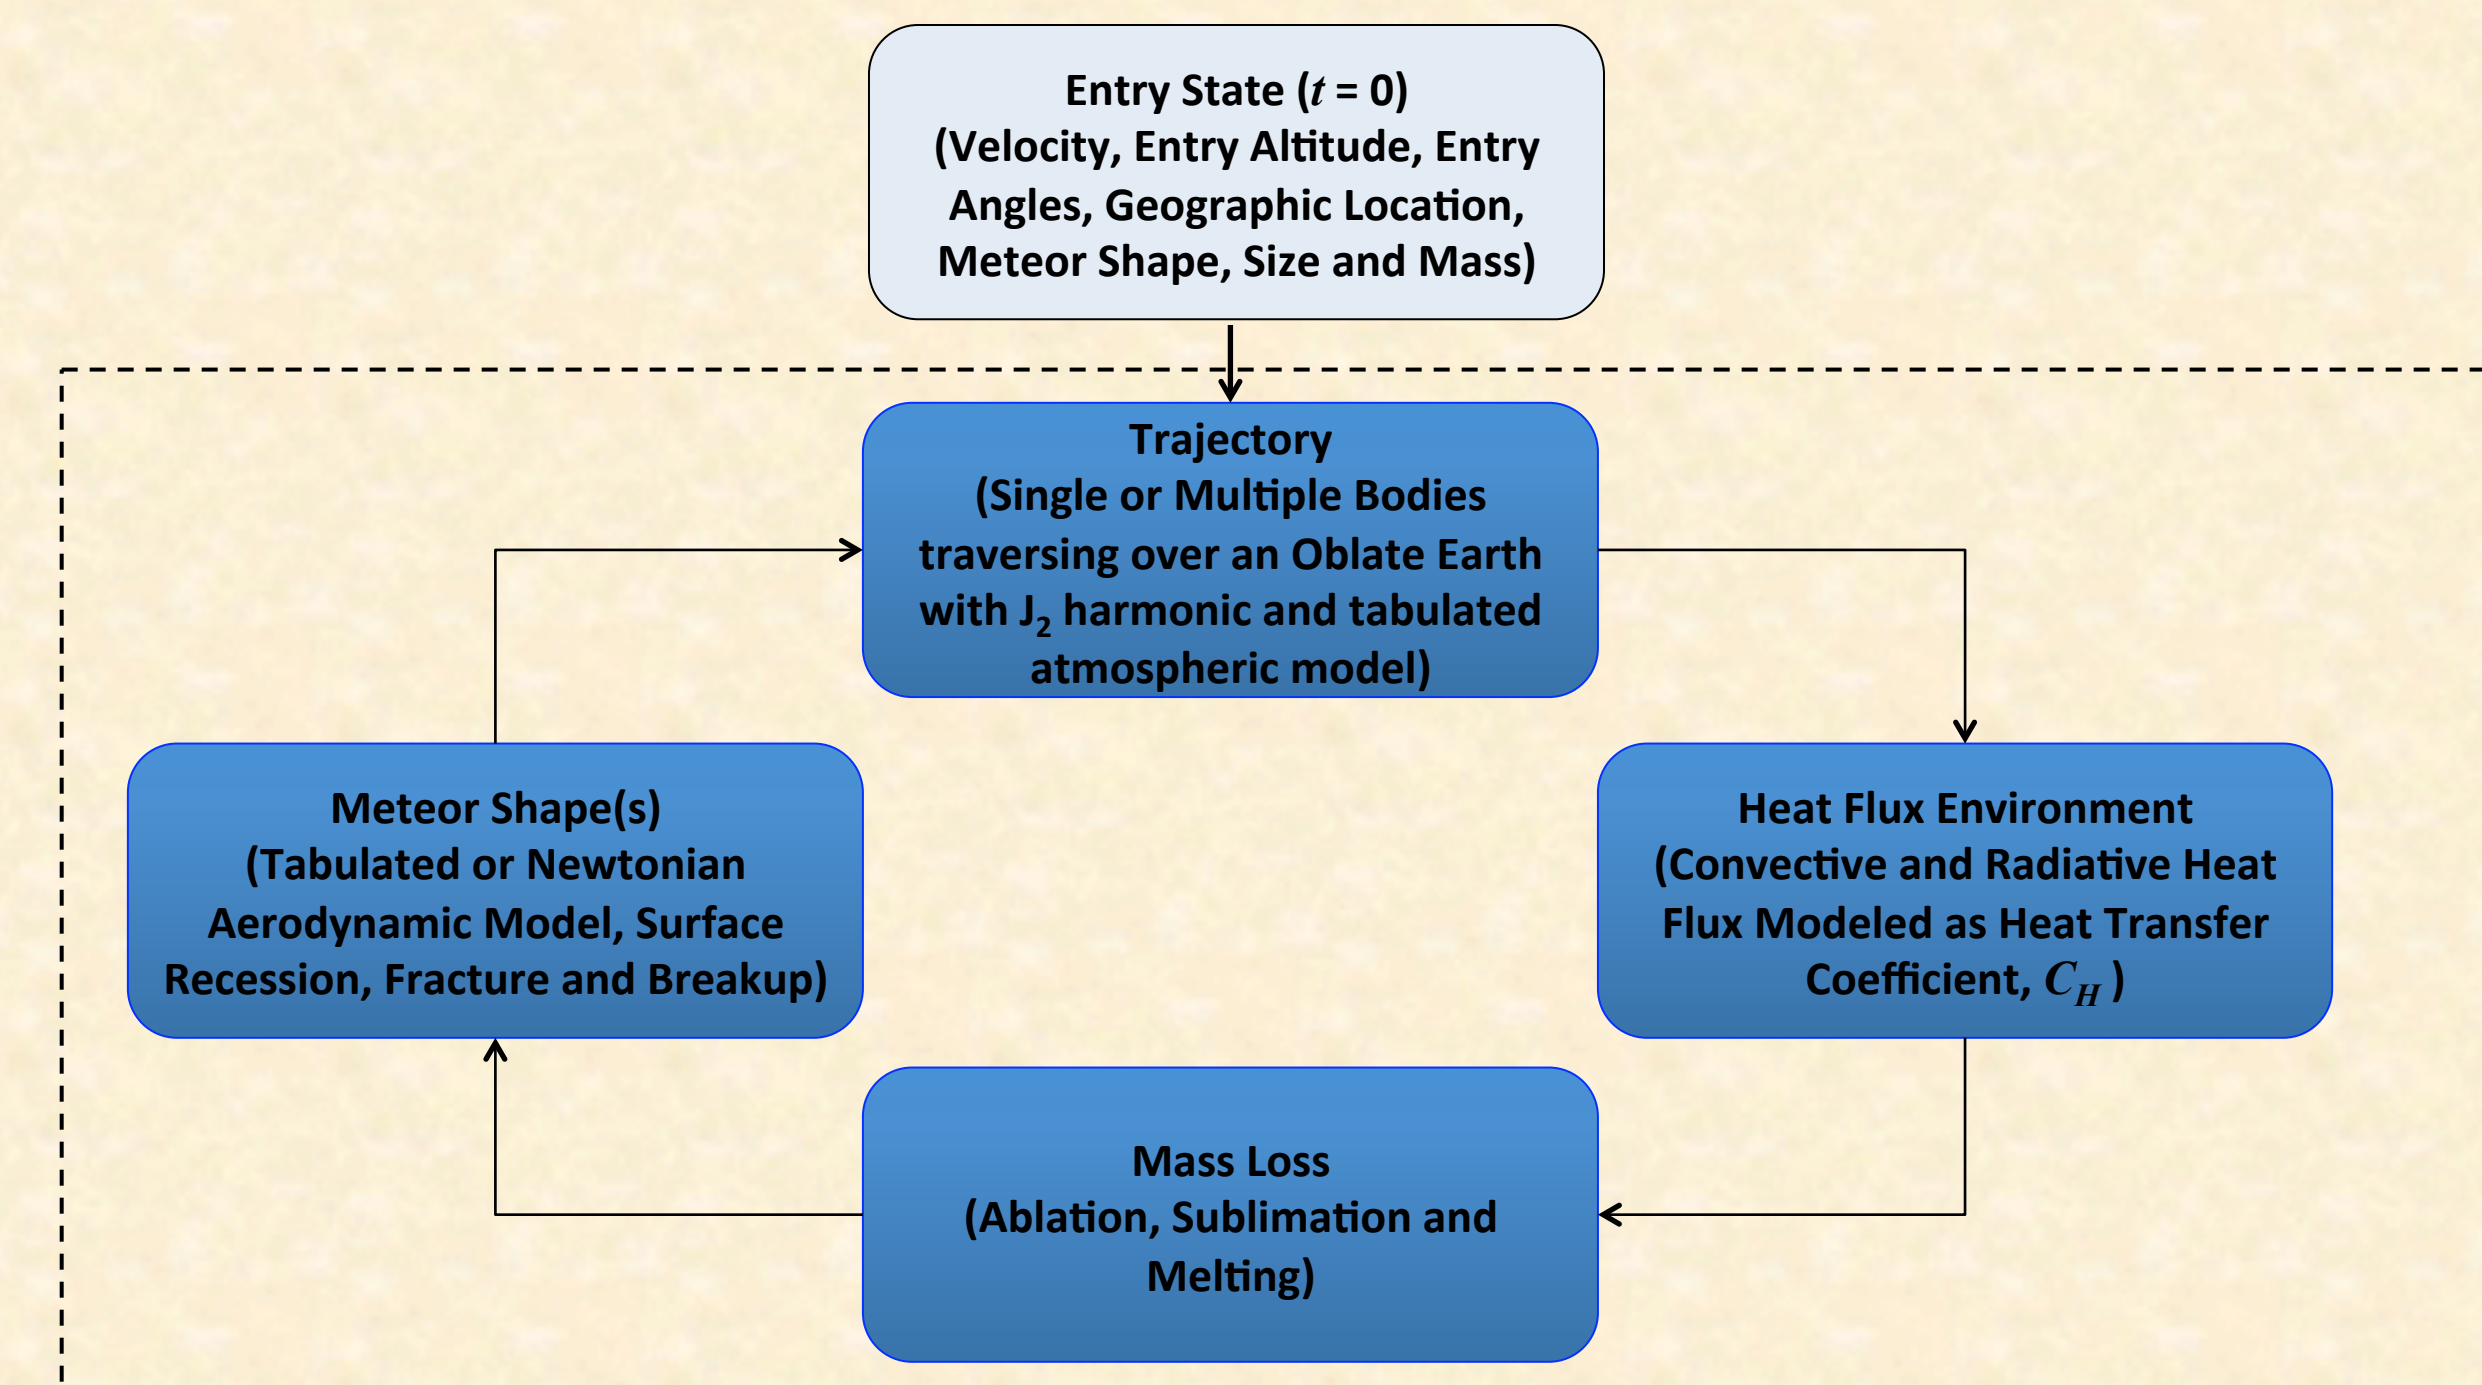 Entry State (t = 0)
(Velocity, Entry Altitude, Entry
Angles, Geographic Location,
Meteor Shape, Size and Mass)
Trajectory
(Single or Multiple Bodies
traversing over an Oblate Earth
with J₂ harmonic and tabulated
atmospheric model)
Meteor Shape(s)
(Tabulated or Newtonian
Aerodynamic Model, Surface
Recession, Fracture and Breakup)
Heat Flux Environment
(Convective and Radiative Heat
Flux Modeled as Heat Transfer
Coefficient, C_H )
Mass Loss
(Ablation, Sublimation and
Melting)